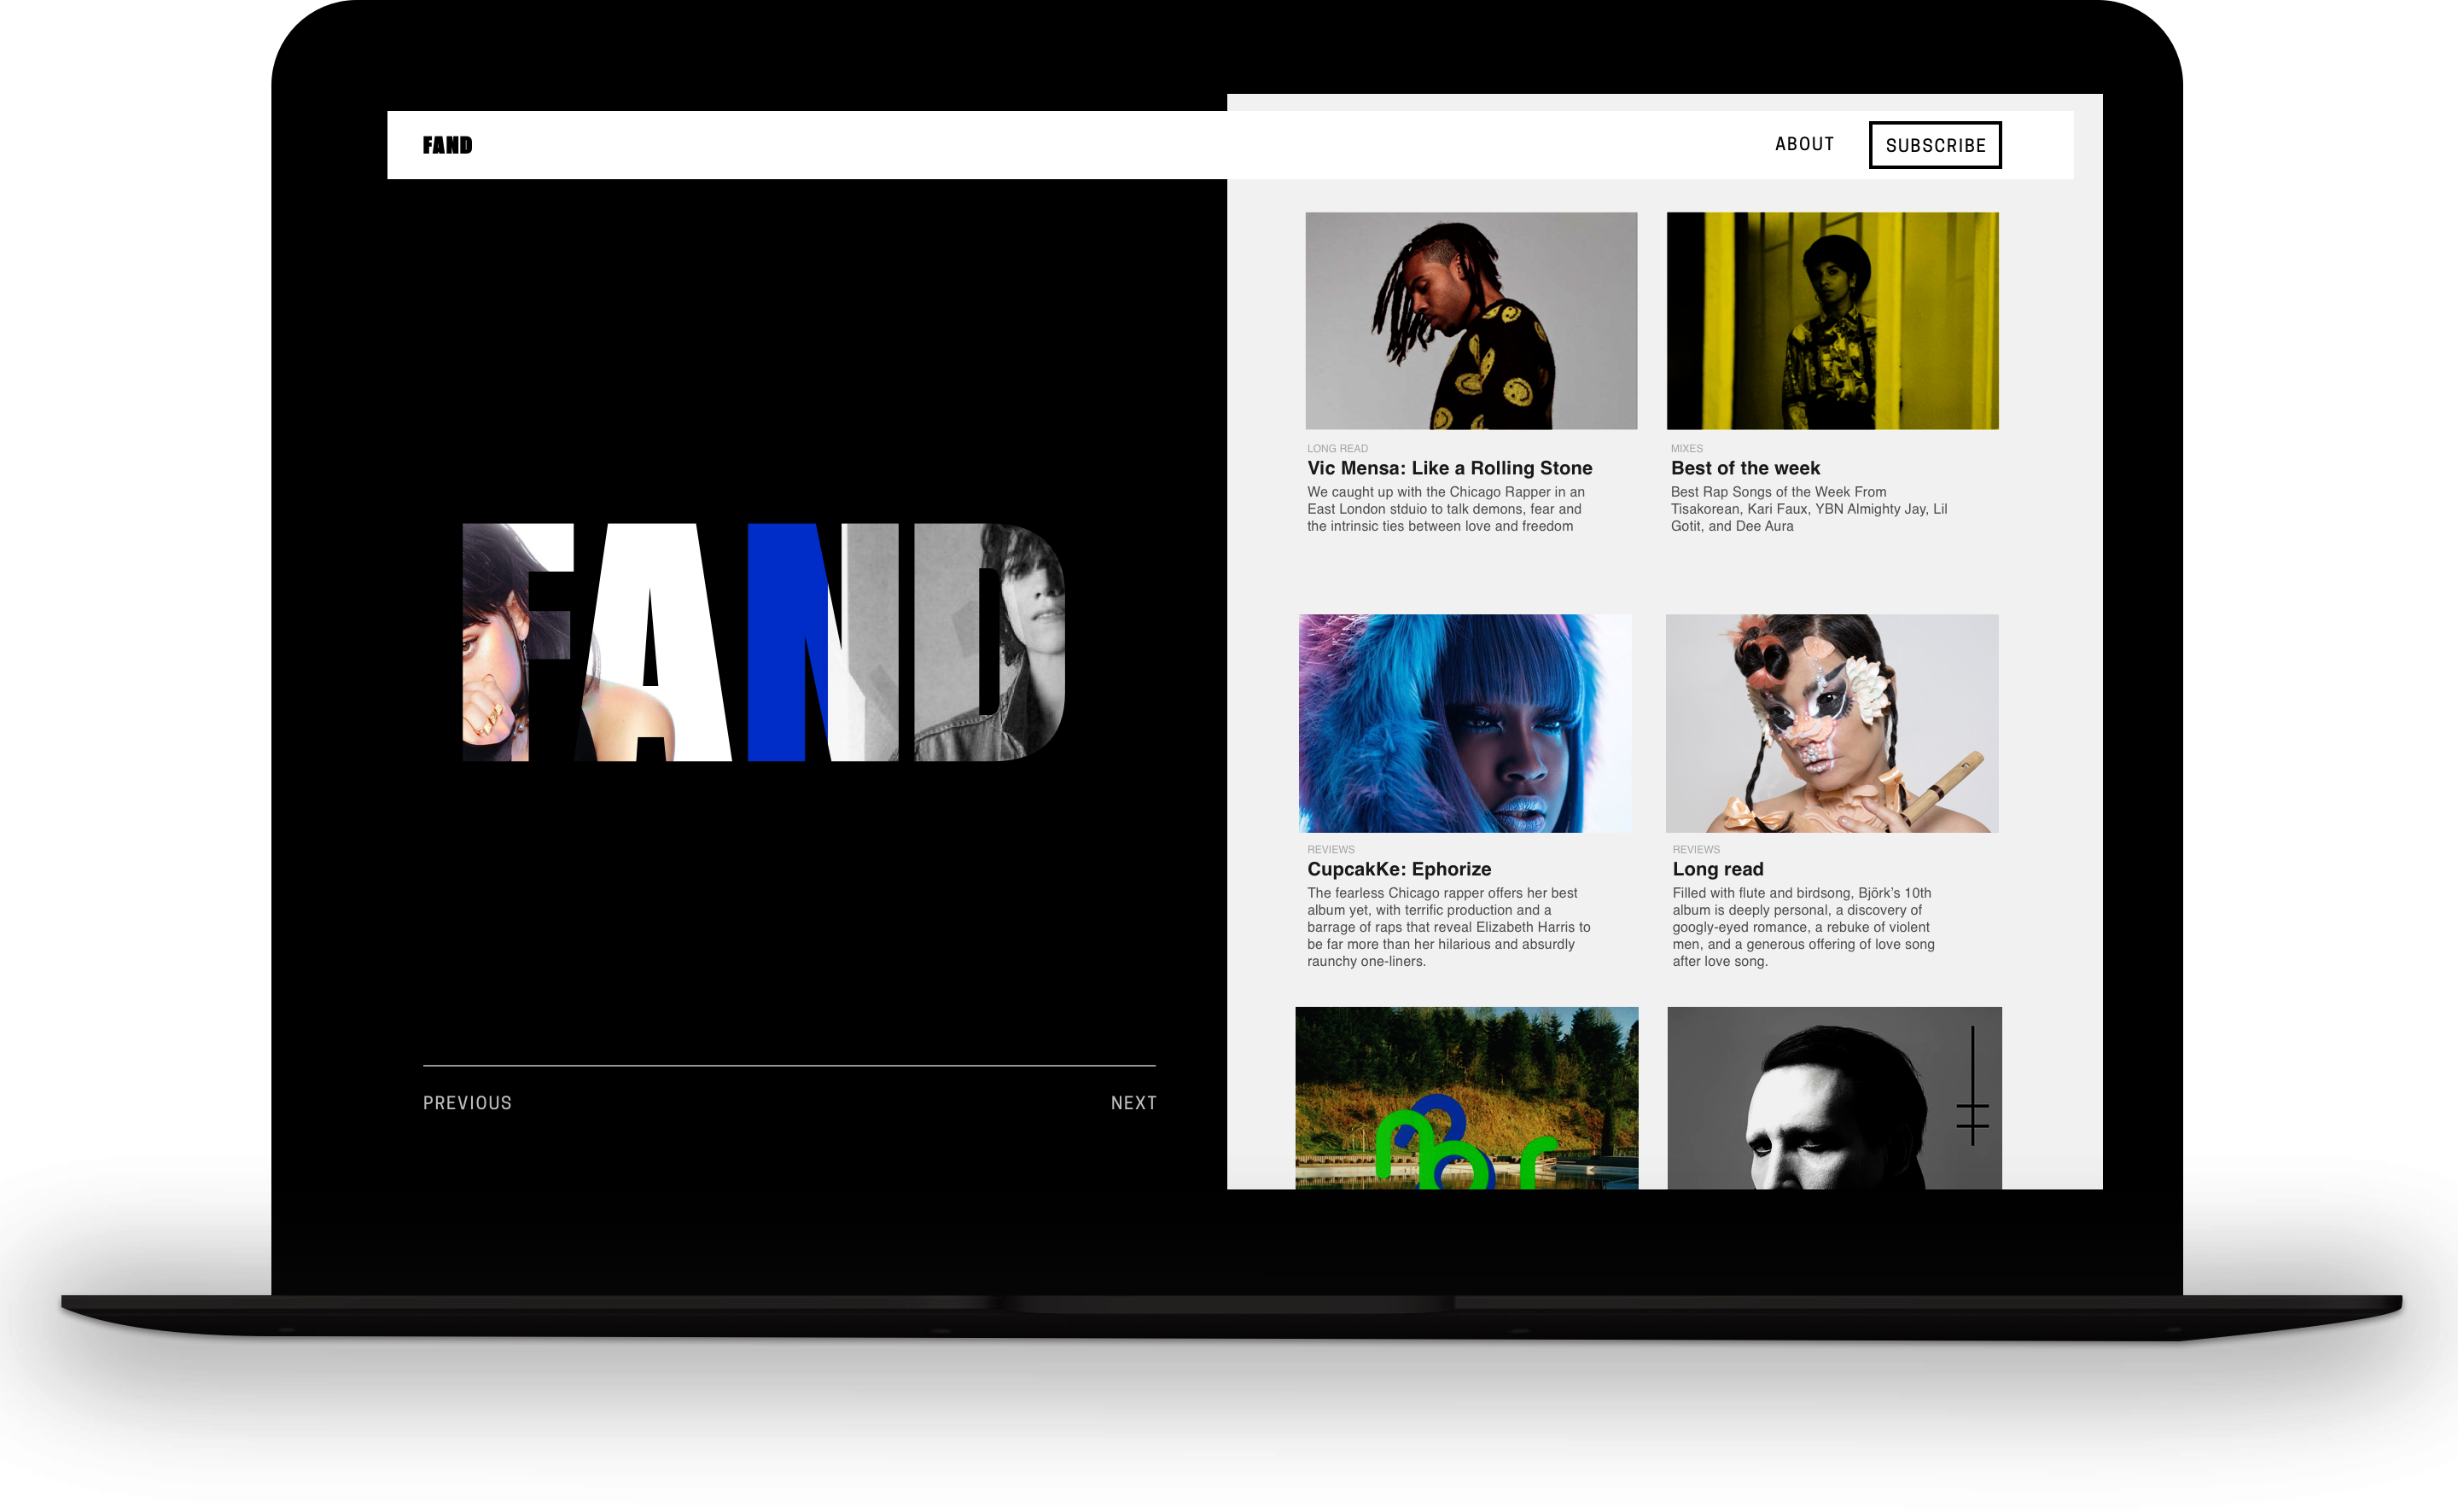 FAND
ABOUT
SUBSCRIBE
FAND
PREVIOUS
NEXT
LONG READ
Vic Mensa: Like a Rolling Stone
We caught up with the Chicago Rapper in an
East London stduio to talk demons, fear and
the intrinsic ties between love and freedom
MIXES
Best of the week
Best Rap Songs of the Week From
Tisakorean, Kari Faux, YBN Almighty Jay, Lil
Gotit, and Dee Aura
REVIEWS
CupcakKe: Ephorize
The fearless Chicago rapper offers her best
album yet, with terrific production and a
barrage of raps that reveal Elizabeth Harris to
be far more than her hilarious and absurdly
raunchy one-liners.
REVIEWS
Long read
Filled with flute and birdsong, Björk’s 10th
album is deeply personal, a discovery of
googly-eyed romance, a rebuke of violent
men, and a generous offering of love song
after love song.